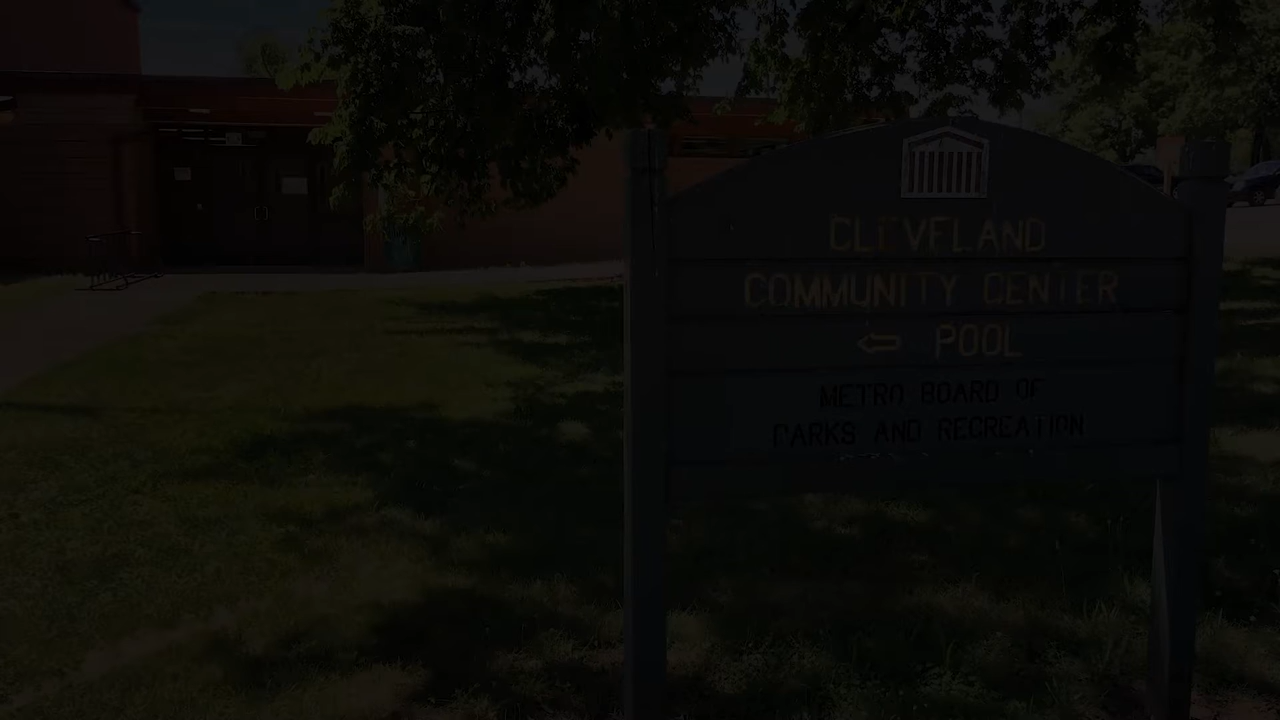 CLEVELAND
COMMUNITY CENTER
⇦ POOL
METRO BOARD OF
PARKS AND RECREATION